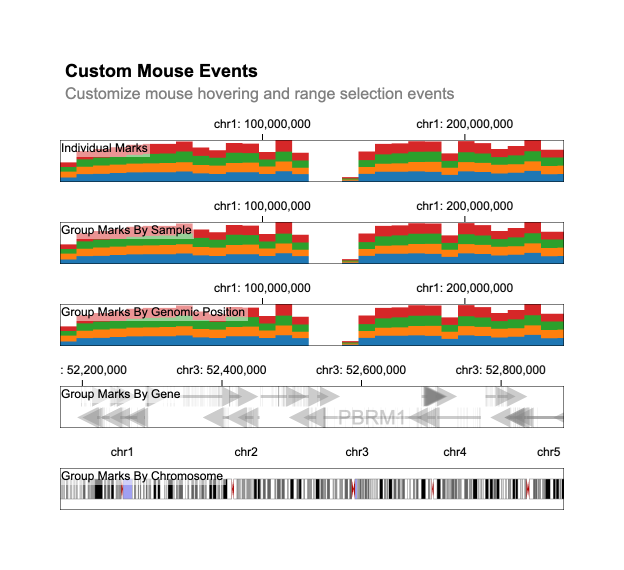 Custom Mouse Events
Customize mouse hovering and range selection events
chr1: 100,000,000 chr1: 200,000,000
Individual Marks
chr1: 100,000,000 chr1: 200,000,000
Group Marks By Sample
chr1: 100,000,000 chr1: 200,000,000
Group Marks By Genomic Position
: 52,200,000 chr3: 52,400,000 chr3: 52,600,000 chr3: 52,800,000
Group Marks By Gene
PBRM1
chr1 chr2 chr3 chr4 chr5
Group Marks By Chromosome